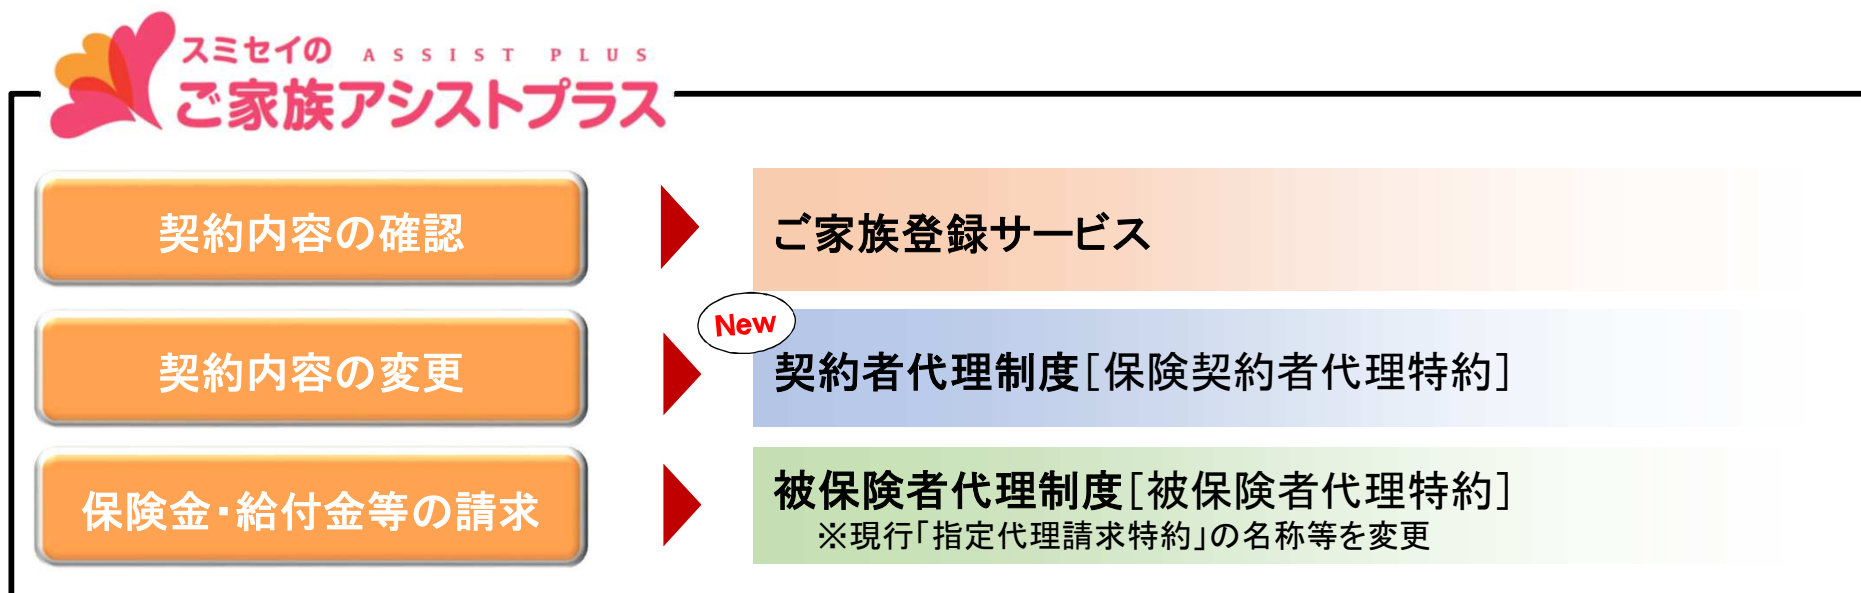 スミセイの ASSIST PLUS
ご家族アシストプラス
契約内容の確認
ご家族登録サービス
New
契約内容の変更
契約者代理制度[保険契約者代理特約]
保険金・給付金等の請求
被保険者代理制度[被保険者代理特約]
※現行「指定代理請求特約」の名称等を変更